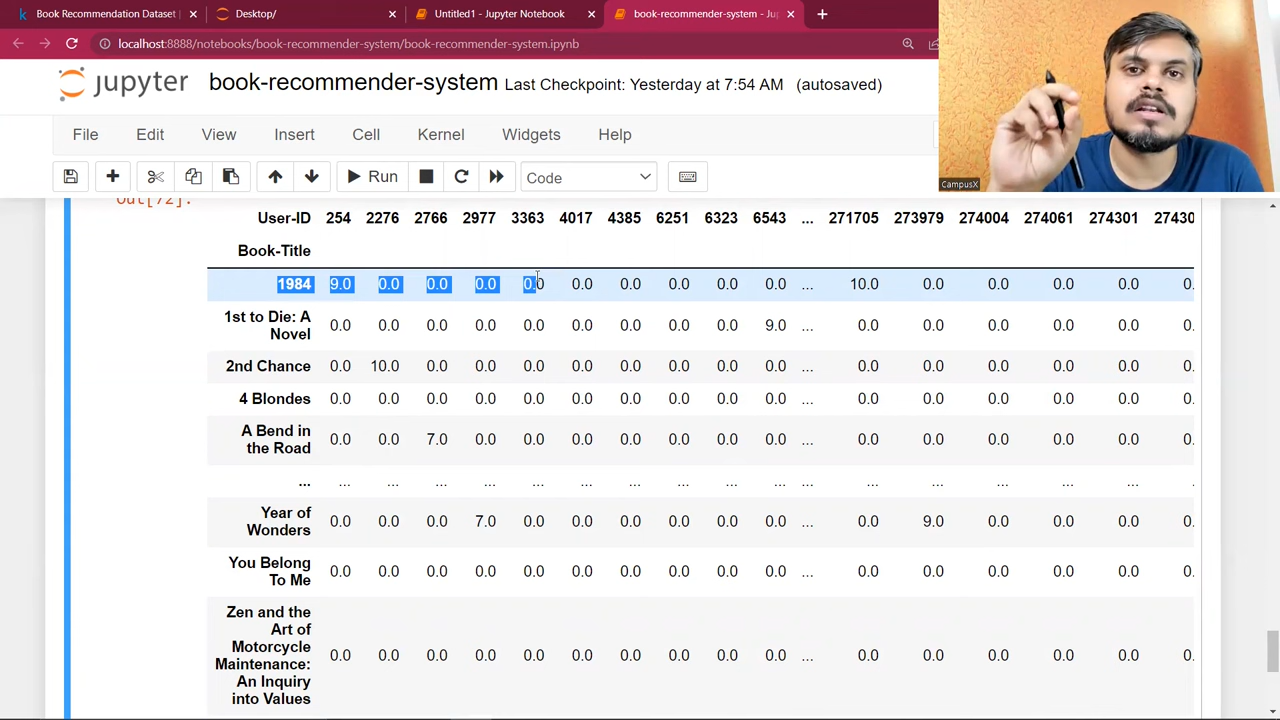 Book Recommendation Dataset
Desktop/
Untitled1 - Jupyter Notebook
book-recommender-system - Ju
localhost:8888/notebooks/book-recommender-system/book-recommender-system.ipynb
jupyter book-recommender-system Last Checkpoint: Yesterday at 7:54 AM (autosaved)
File Edit View Insert Cell Kernel Widgets Help
Run Code
CampusX
Out[72]:
User-ID 254 2276 2766 2977 3363 4017 4385 6251 6323 6543 ... 271705 273979 274004 274061 274301 27430
Book-Title
1984 9.0 0.0 0.0 0.0 0.0 0.0 0.0 0.0 0.0 0.0 ... 10.0 0.0 0.0 0.0 0.0 0.
1st to Die: A
Novel 0.0 0.0 0.0 0.0 0.0 0.0 0.0 0.0 0.0 9.0 ... 0.0 0.0 0.0 0.0 0.0 0.
2nd Chance 0.0 10.0 0.0 0.0 0.0 0.0 0.0 0.0 0.0 0.0 ... 0.0 0.0 0.0 0.0 0.0 0.
4 Blondes 0.0 0.0 0.0 0.0 0.0 0.0 0.0 0.0 0.0 0.0 ... 0.0 0.0 0.0 0.0 0.0 0.
A Bend in
the Road 0.0 0.0 7.0 0.0 0.0 0.0 0.0 0.0 0.0 0.0 ... 0.0 0.0 0.0 0.0 0.0 0.
... ... ... ... ... ... ... ... ... ... ... ... ... ... ... ... ... ...
Year of
Wonders 0.0 0.0 0.0 7.0 0.0 0.0 0.0 0.0 0.0 0.0 ... 0.0 9.0 0.0 0.0 0.0 0.
You Belong
To Me 0.0 0.0 0.0 0.0 0.0 0.0 0.0 0.0 0.0 0.0 ... 0.0 0.0 0.0 0.0 0.0 0.
Zen and the
Art of
Motorcycle
Maintenance: 0.0 0.0 0.0 0.0 0.0 0.0 0.0 0.0 0.0 0.0 ... 0.0 0.0 0.0 0.0 0.0 0.
An Inquiry
into Values